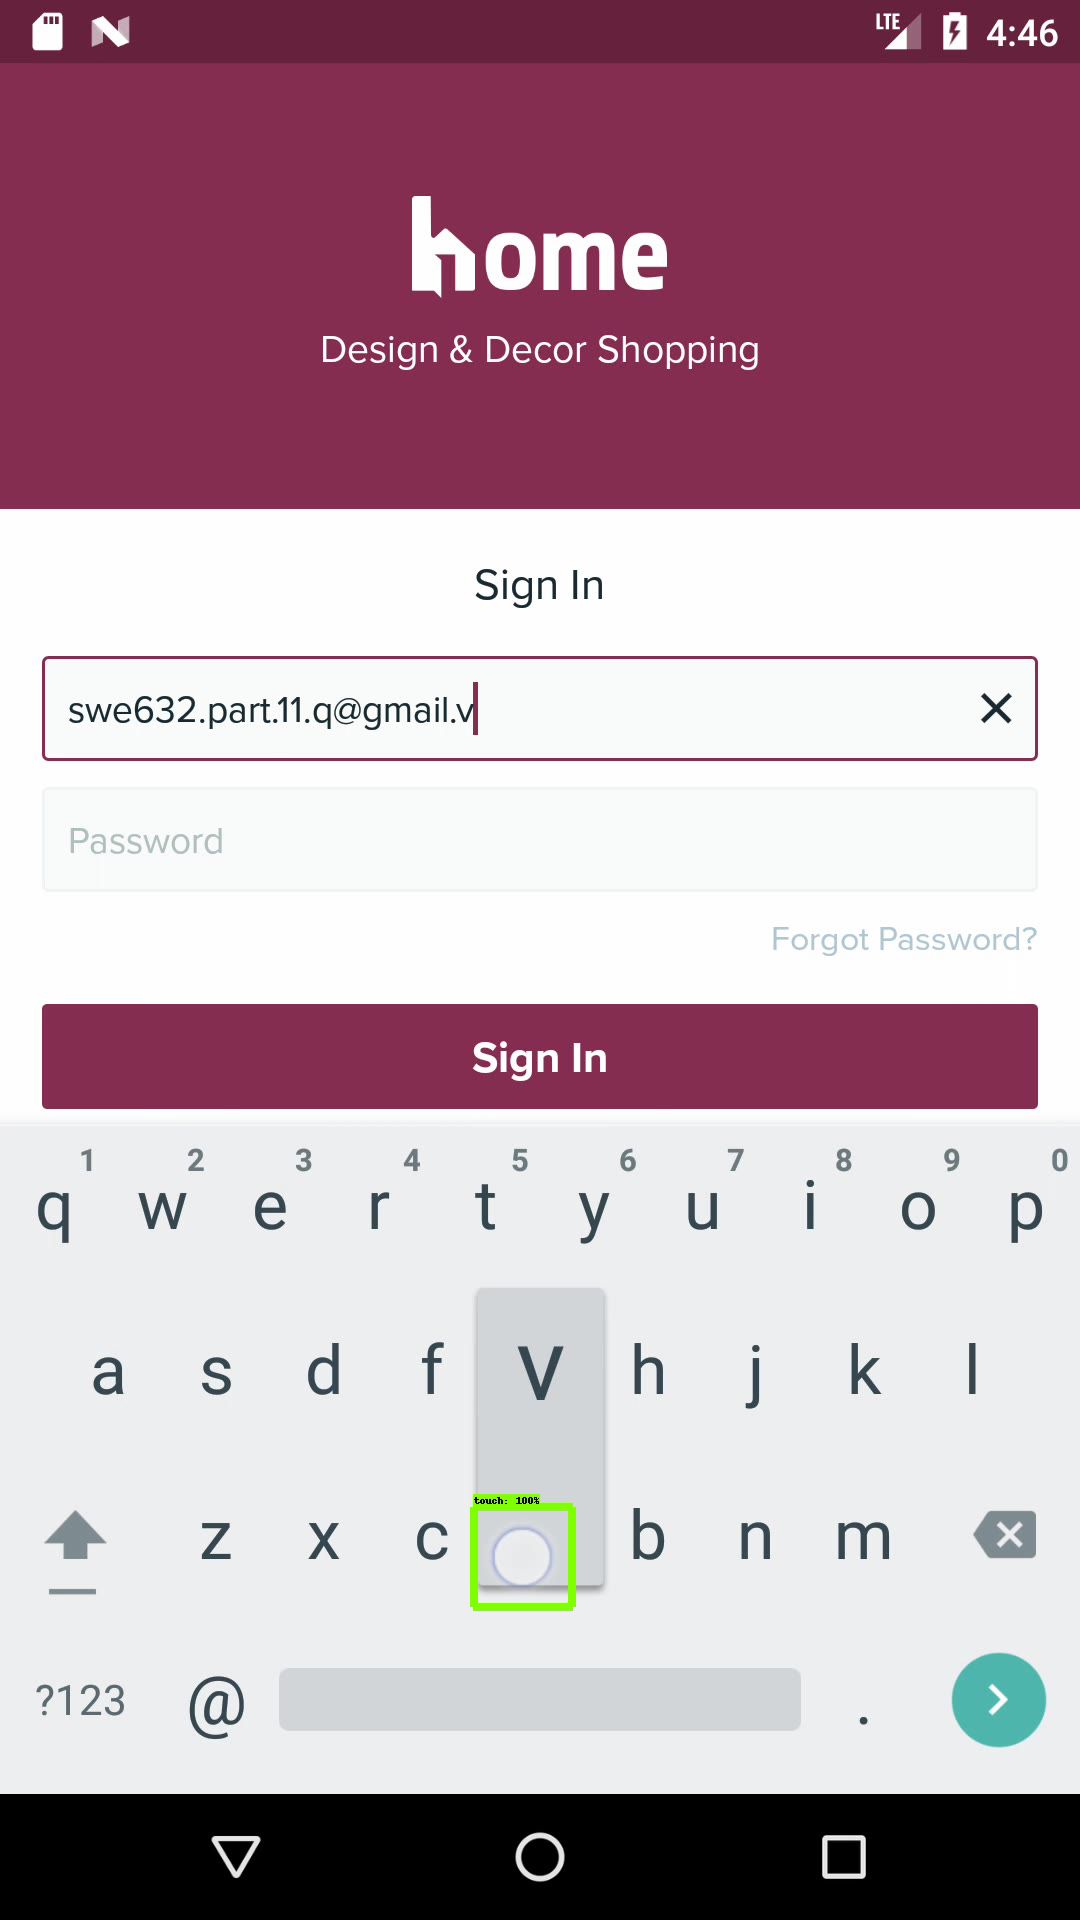 LTE 4:46
home
Design & Decor Shopping
Sign In
swe632.part.11.q@gmail.v
Password
Forgot Password?
Sign In
1 2 3 4 5 6 7 8 9 0
q w e r t y u i o p
a s d f V h j k l
touch: 100%
z x c b n m
?123 @ .